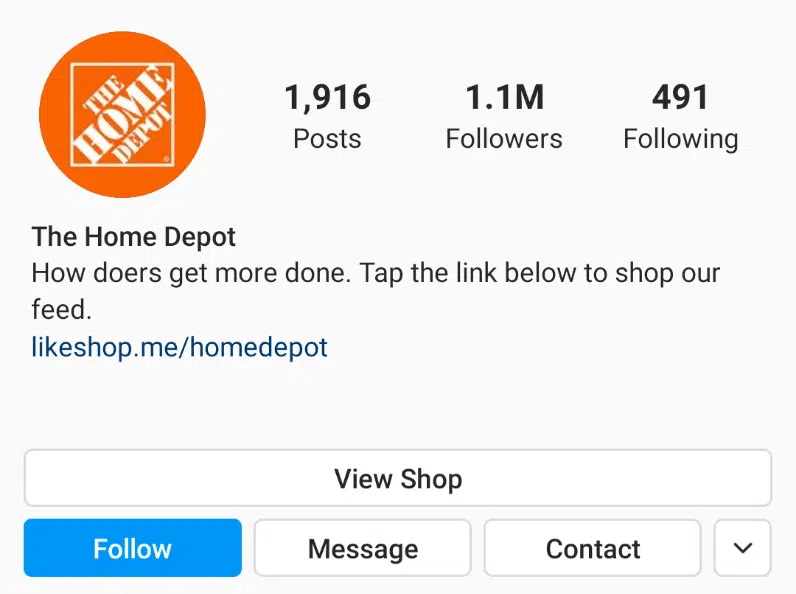 THE
HOME
DEPOT
®
1,916
Posts
1.1M
Followers
491
Following
The Home Depot
How doers get more done. Tap the link below to shop our
feed.
likeshop.me/homedepot
View Shop
Follow
Message
Contact